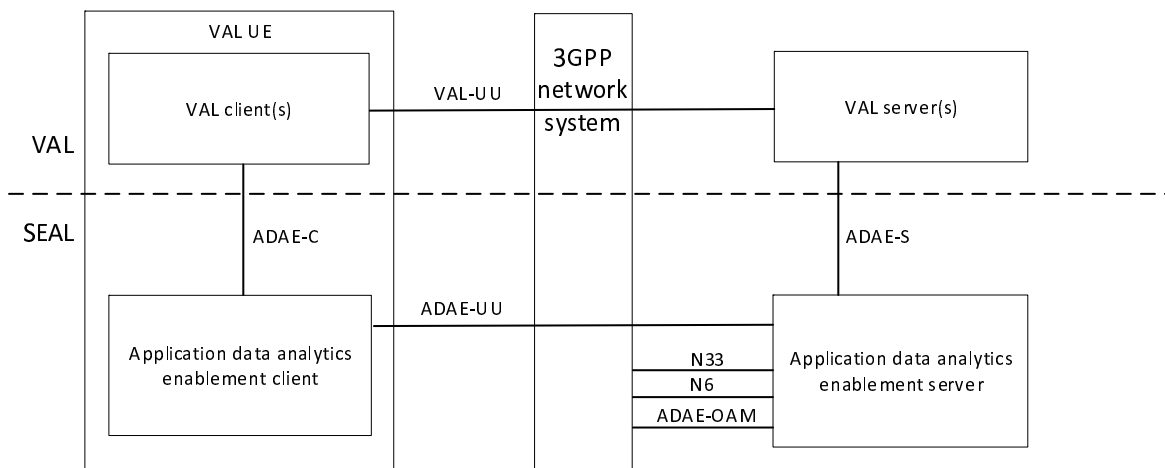 VAL UE
3GPP
network
system
VAL client(s)
VAL-UU
VAL server(s)
VAL
SEAL
ADAE-C
ADAE-S
ADAE-UU
Application data analytics
enablement client
N33
N6
ADAE-OAM
Application data analytics
enablement server